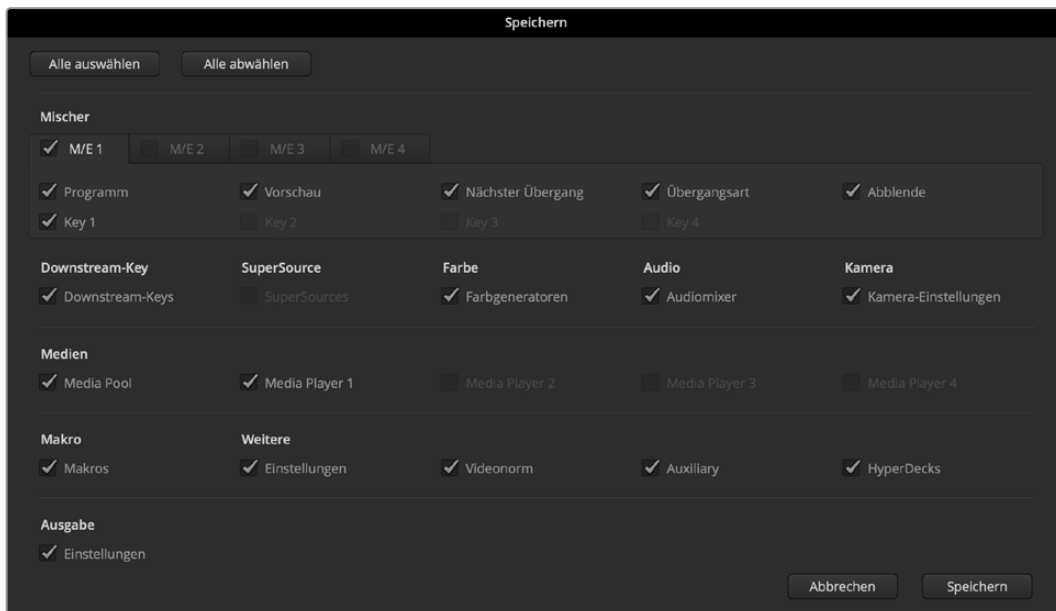 Speichern
Alle auswählen Alle abwählen
Mischer
M/E 1 M/E 2 M/E 3 M/E 4
Programm Vorschau Nächster Übergang Übergangsart Abblende
Key 1 Key 2 Key 3 Key 4
Downstream-Key SuperSource Farbe Audio Kamera
Downstream-Keys SuperSources Farbgeneratoren Audiomixer Kamera-Einstellungen
Medien
Media Pool Media Player 1 Media Player 2 Media Player 3 Media Player 4
Makro Weitere
Makros Einstellungen Videonorm Auxiliary HyperDecks
Ausgabe
Einstellungen
Abbrechen Speichern